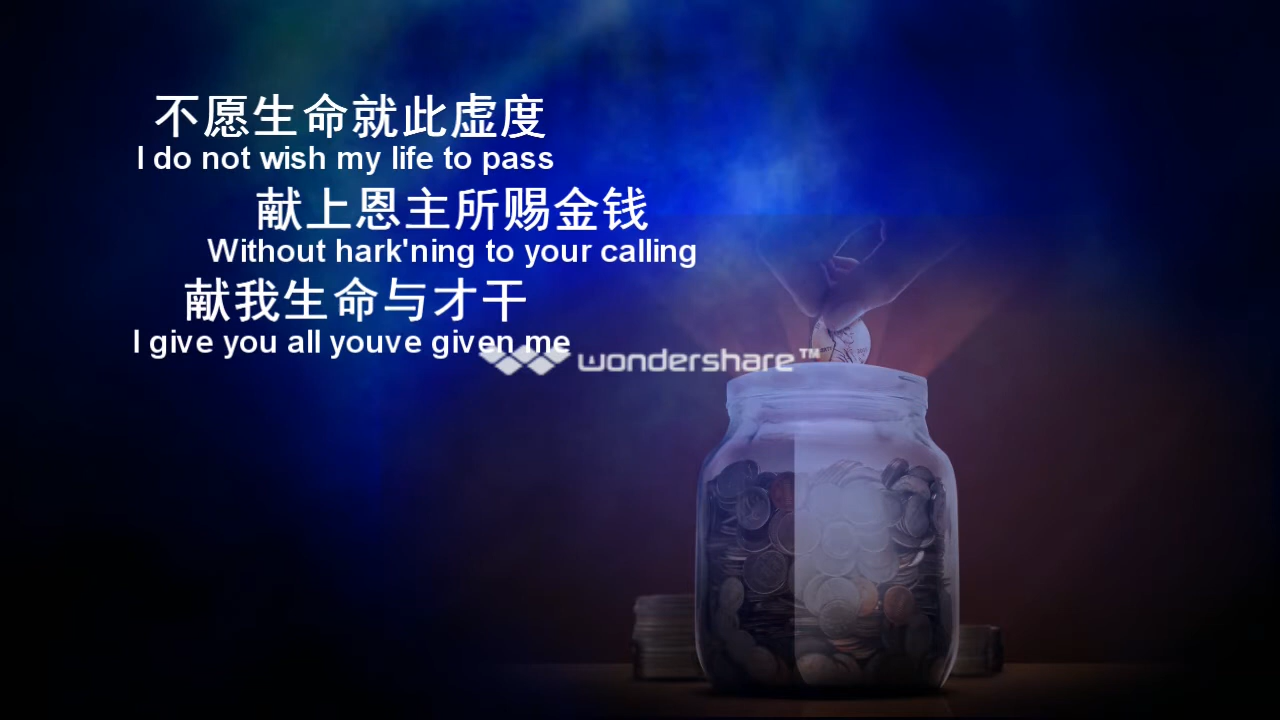 不愿生命就此虚度
I do not wish my life to pass
献上恩主所赐金钱
Without hark'ning to your calling
献我生命与才干
I give you all youve given me
wondershare™